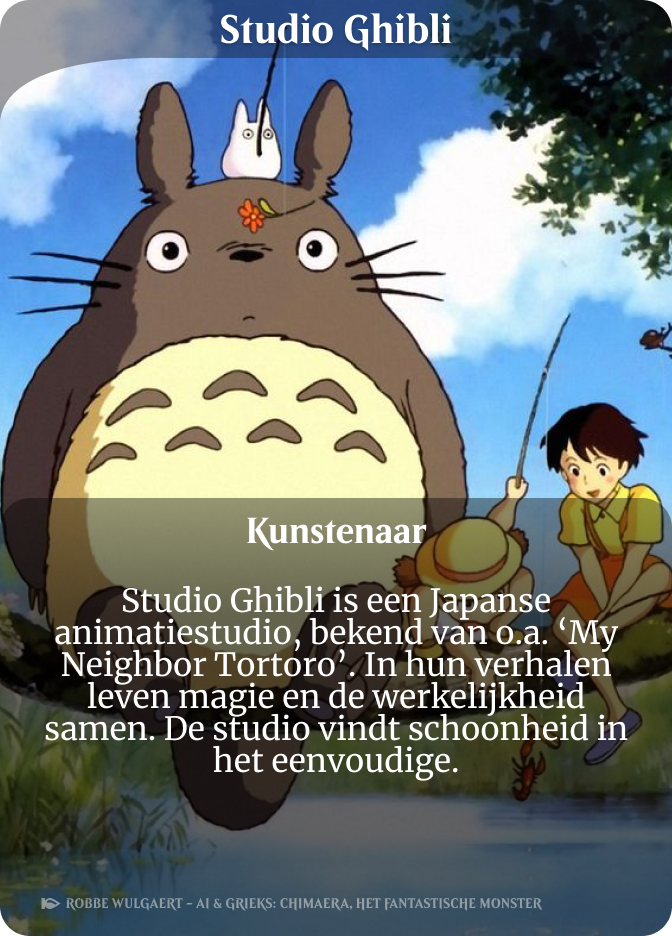 Studio Ghibli
Kunstenaar
Studio Ghibli is een Japanse
animatiestudio, bekend van o.a. ‘My
Neighbor Tortoro’. In hun verhalen
leven magie en de werkelijkheid
samen. De studio vindt schoonheid in
het eenvoudige.
ROBBE WULGAERT – AI & GRIEKS: CHIMAERA, HET FANTASTISCHE MONSTER